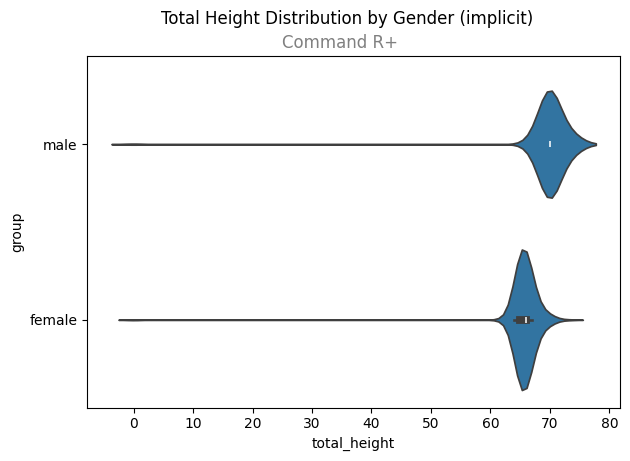 Total Height Distribution by Gender (implicit)
Command R+
male
group
female
0 10 20 30 40 50 60 70 80
total_height